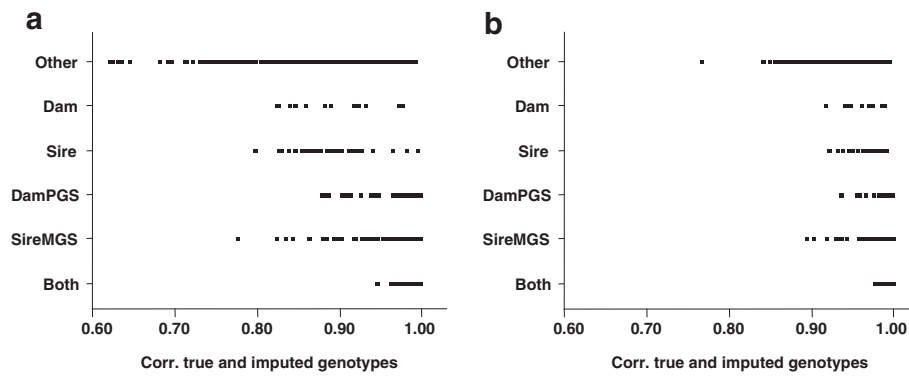 a
Other
Dam
Sire
DamPGS
SireMGS
Both
0.60 0.70 0.80 0.90 1.00
Corr. true and imputed genotypes
b
Other
Dam
Sire
DamPGS
SireMGS
Both
0.60 0.70 0.80 0.90 1.00
Corr. true and imputed genotypes